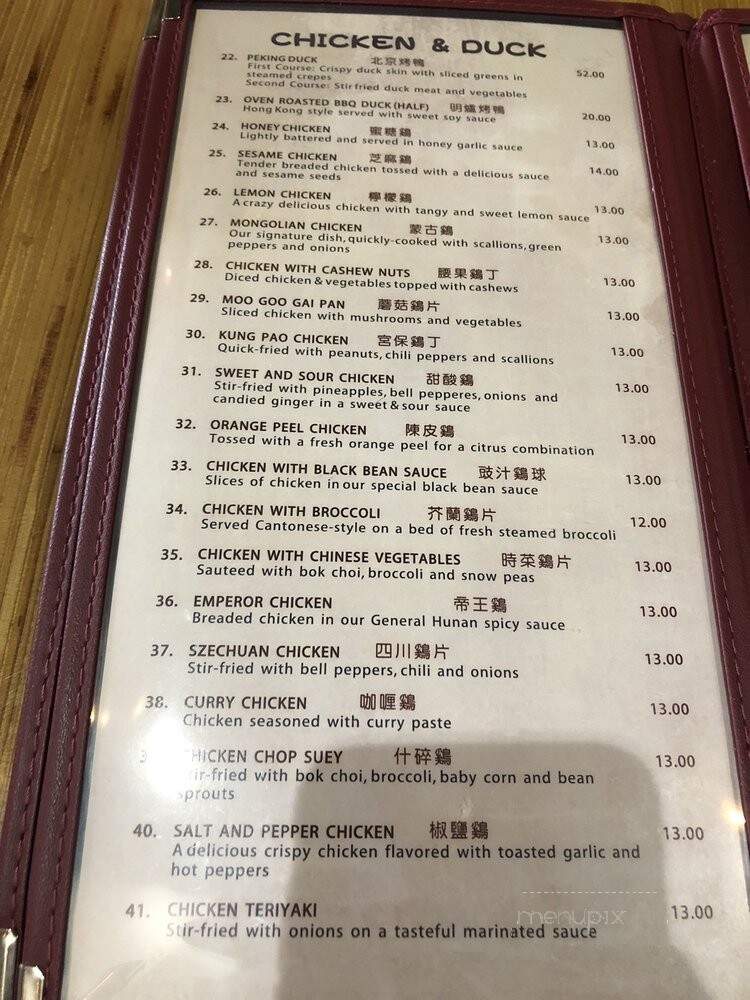 CHICKEN & DUCK
22. PEKING DUCK 北京烤鴨
First Course: Crispy duck skin with sliced greens in 52.00
steamed crepes
Second Course: Stir fried duck meat and vegetables
23. OVEN ROASTED BBQ DUCK (HALF) 明爐烤鴨
Hong Kong style served with sweet soy sauce 20.00
24. HONEY CHICKEN 蜜糖鷄
Lightly battered and served in honey garlic sauce 13.00
25. SESAME CHICKEN 芝麻鷄
Tender breaded chicken tossed with a delicious sauce 14.00
and sesame seeds
26. LEMON CHICKEN 檸檬鷄
A crazy delicious chicken with tangy and sweet lemon sauce 13.00
27. MONGOLIAN CHICKEN 蒙古鷄
Our signature dish, quickly-cooked with scallions, green 13.00
peppers and onions
28. CHICKEN WITH CASHEW NUTS 腰果鷄丁
Diced chicken & vegetables topped with cashews 13.00
29. MOO GOO GAI PAN 蘑菇鷄片
Sliced chicken with mushrooms and vegetables 13.00
30. KUNG PAO CHICKEN 宮保鷄丁
Quick-fried with peanuts, chili peppers and scallions 13.00
31. SWEET AND SOUR CHICKEN 甜酸鷄
Stir-fried with pineapples, bell pepperes, onions and 13.00
candied ginger in a sweet & sour sauce
32. ORANGE PEEL CHICKEN 陳皮鷄
Tossed with a fresh orange peel for a citrus combination 13.00
33. CHICKEN WITH BLACK BEAN SAUCE 豉汁鷄球
Slices of chicken in our special black bean sauce 13.00
34. CHICKEN WITH BROCCOLI 芥蘭鷄片
Served Cantonese-style on a bed of fresh steamed broccoli 12.00
35. CHICKEN WITH CHINESE VEGETABLES 時菜鷄片
Sauteed with bok choi, broccoli and snow peas 13.00
36. EMPEROR CHICKEN 帝王鷄
Breaded chicken in our General Hunan spicy sauce 13.00
37. SZECHUAN CHICKEN 四川鷄片
Stir-fried with bell peppers, chili and onions 13.00
38. CURRY CHICKEN 咖喱鷄 13.00
Chicken seasoned with curry paste
CHICKEN CHOP SUEY 什碎鷄 13.00
Stir-fried with bok choi, broccoli, baby corn and bean
sprouts
40. SALT AND PEPPER CHICKEN 椒鹽鷄 13.00
A delicious crispy chicken flavored with toasted garlic and
hot peppers
41. CHICKEN TERIYAKI 13.00
Stir-fried with onions on a tasteful marinated sauce
menupix